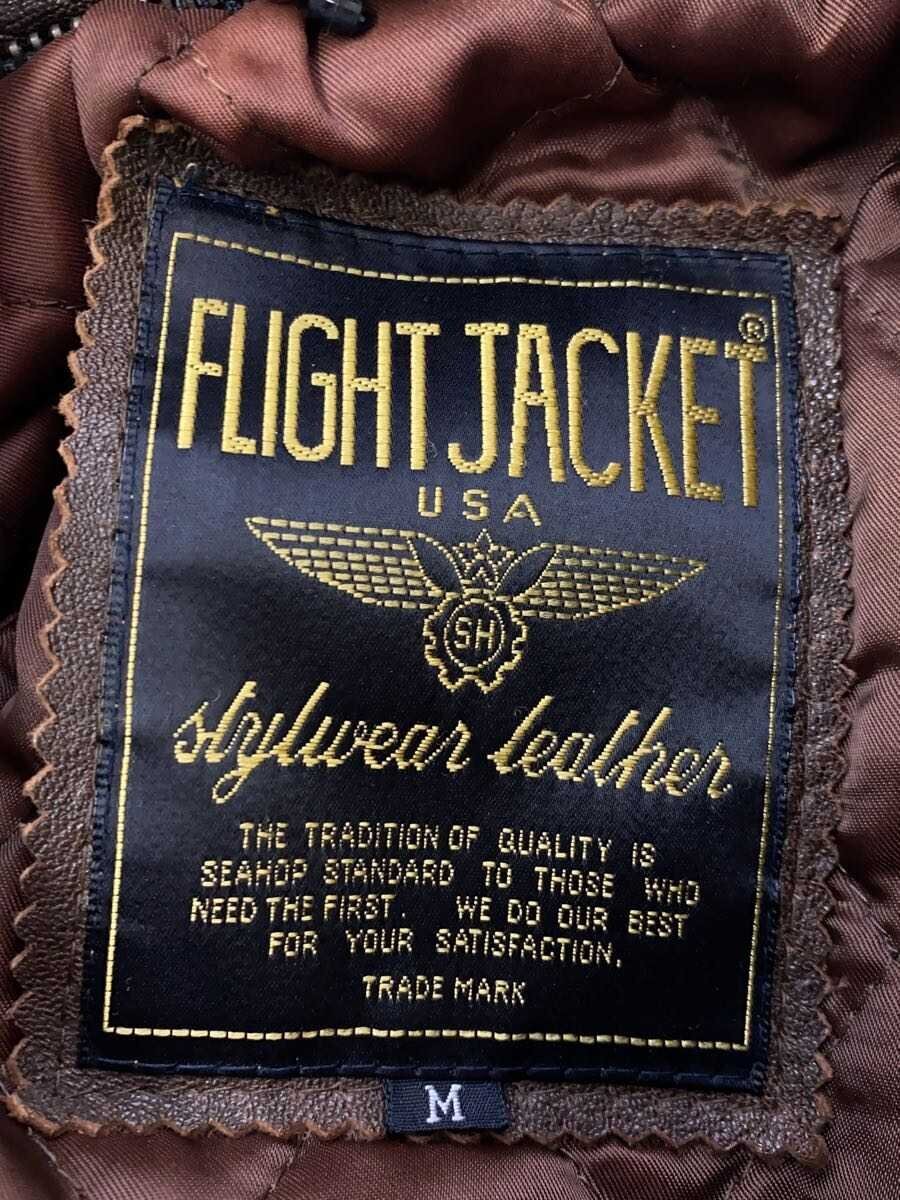 FLIGHT JACKET®
USA
SH
stylwear leather
THE TRADITION OF QUALITY IS
SEAHOP STANDARD TO THOSE WHO
NEED THE FIRST. WE DO OUR BEST
FOR YOUR SATISFACTION.
TRADE MARK
M